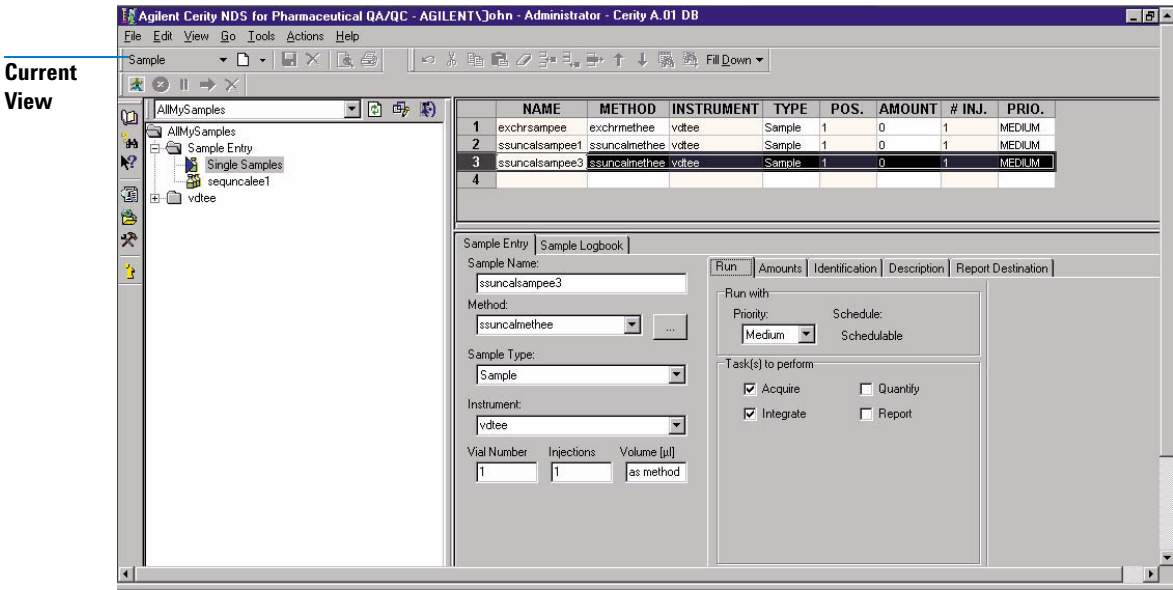 Agilent Cerity NDS for Pharmaceutical QA/QC - AGILENT\John - Administrator - Cerity A.01 DB
File Edit View Go Tools Actions Help
Sample
Fill Down
Current
View
AllMySamples
AllMySamples
Sample Entry
Single Samples
sequncalee1
vdtee
NAME METHOD INSTRUMENT TYPE POS. AMOUNT # INJ. PRIO.
1 exchrsampee exchrmethee vdtee Sample 1 0 1 MEDIUM
2 ssuncalsampee1 ssuncalmethee vdtee Sample 1 0 1 MEDIUM
3 ssuncalsampee3 ssuncalmethee vdtee Sample 1 0 1 MEDIUM
4
Sample Entry Sample Logbook
Sample Name:
ssuncalsampee3
Method:
ssuncalmethee ...
Sample Type:
Sample
Instrument:
vdtee
Vial Number Injections Volume [µl]
1 1 as method
Run Amounts Identification Description Report Destination
Run with
Priority: Schedule:
Medium Schedulable
Task(s) to perform
Acquire Quantify
Integrate Report